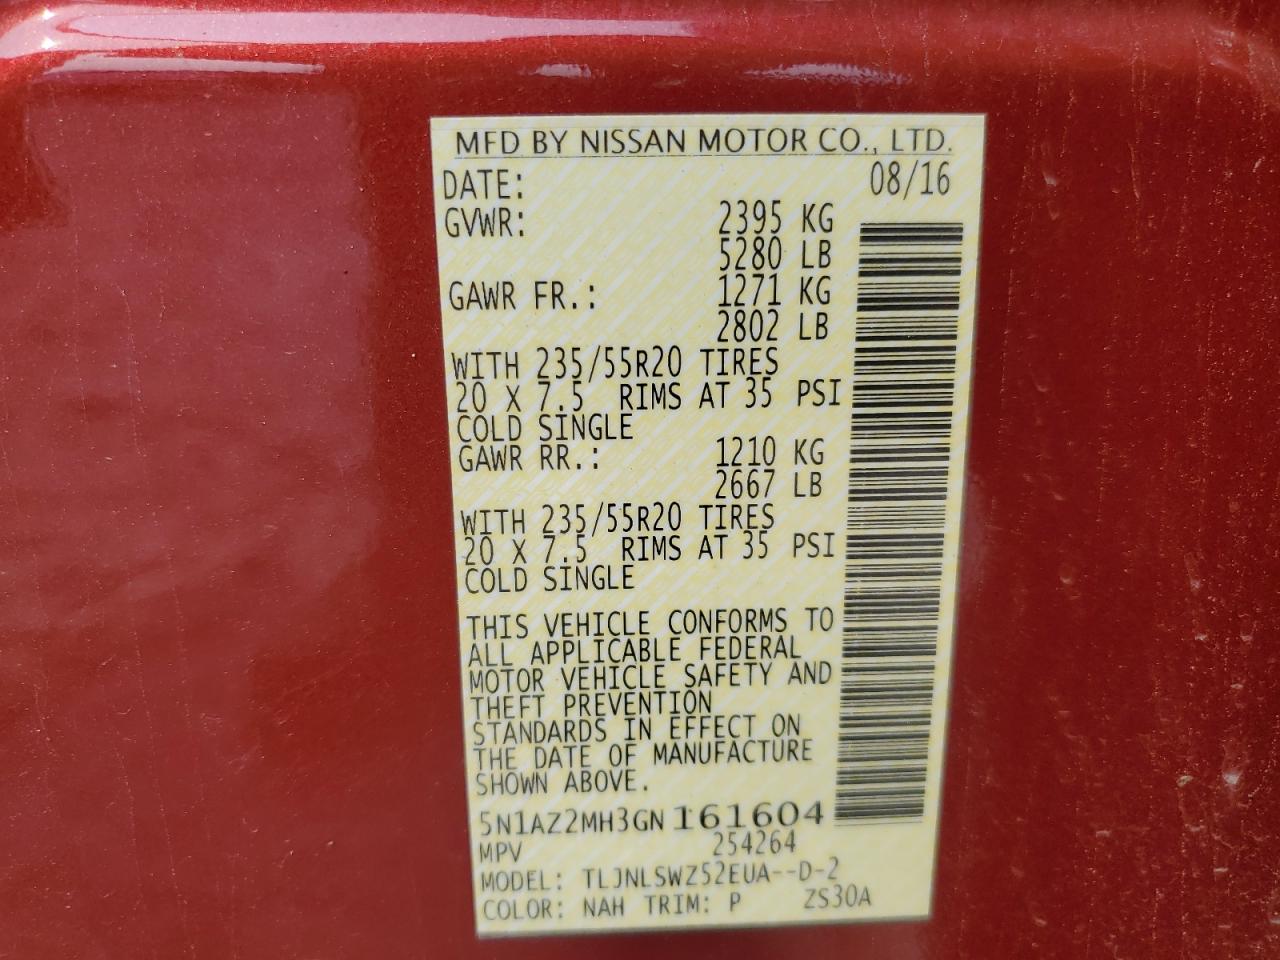 MFD BY NISSAN MOTOR CO., LTD.
DATE: 08/16
GVWR: 2395 KG
5280 LB
GAWR FR.: 1271 KG
2802 LB
WITH 235/55R20 TIRES
20 X 7.5 RIMS AT 35 PSI
COLD SINGLE
GAWR RR.: 1210 KG
2667 LB
WITH 235/55R20 TIRES
20 X 7.5 RIMS AT 35 PSI
COLD SINGLE
THIS VEHICLE CONFORMS TO
ALL APPLICABLE FEDERAL
MOTOR VEHICLE SAFETY AND
THEFT PREVENTION
STANDARDS IN EFFECT ON
THE DATE OF MANUFACTURE
SHOWN ABOVE.
5N1AZ2MH3GN161604
MPV 254264
MODEL: TLJNLSWZ52EUA--D-2
COLOR: NAH TRIM: P ZS30A